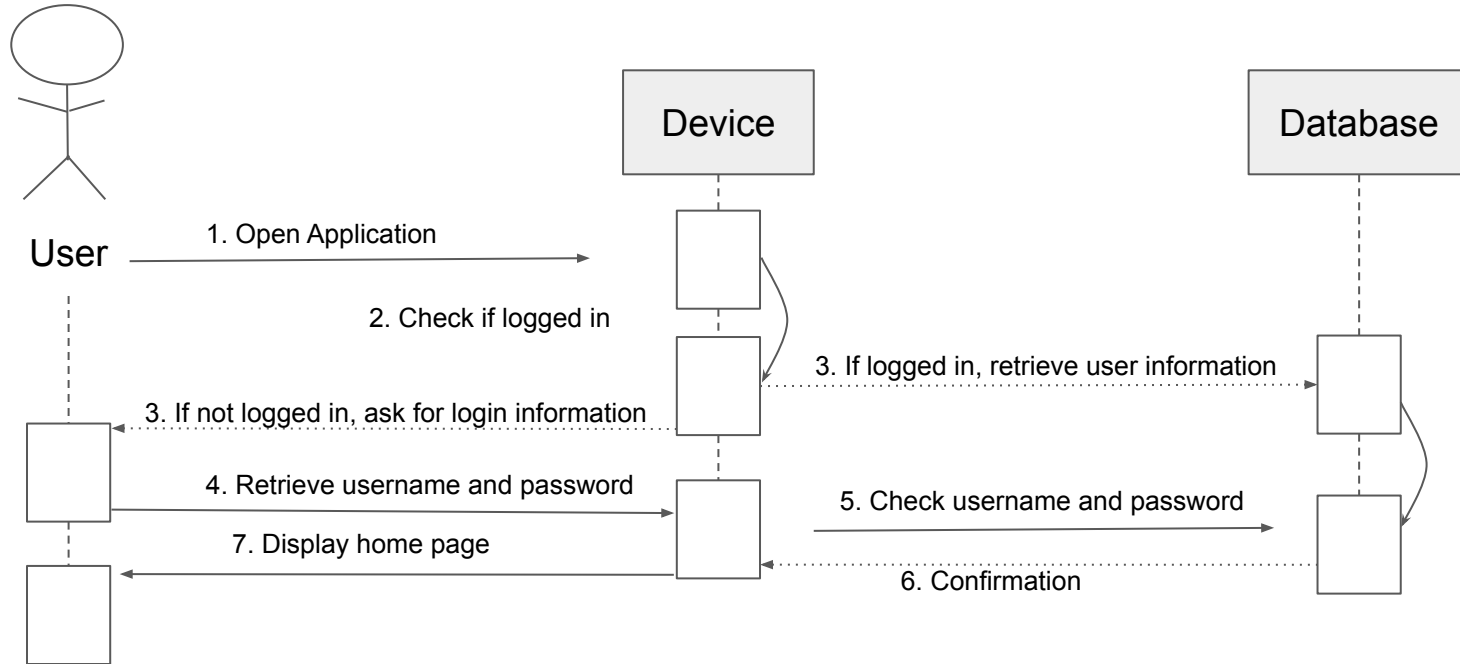 Device
Database
User
1. Open Application
2. Check if logged in
3. If logged in, retrieve user information
3. If not logged in, ask for login information
4. Retrieve username and password
5. Check username and password
7. Display home page
6. Confirmation